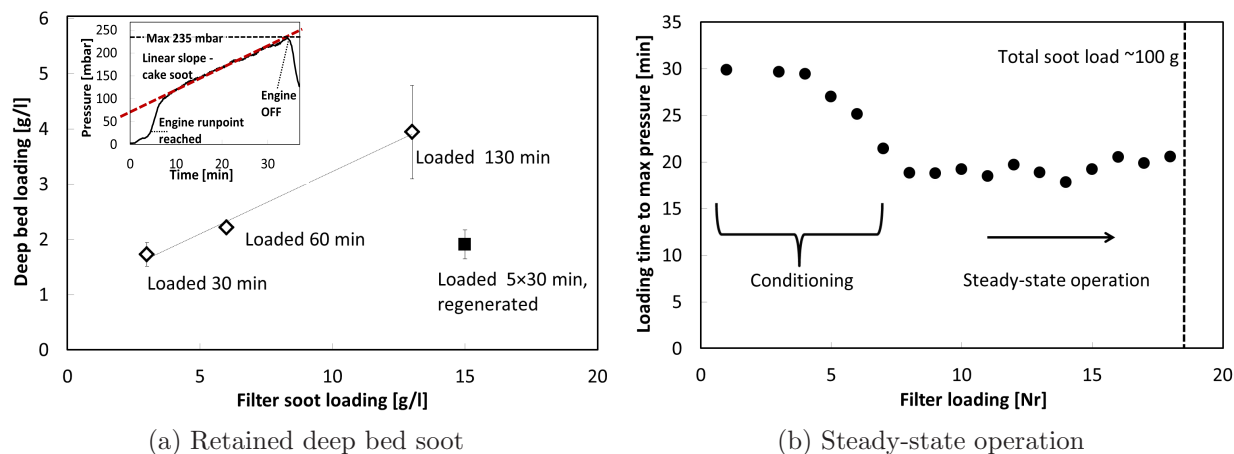 6
5
4
3
2
1
0
Deep bed loading [g/l]
0
5
10
15
20
Filter soot loading [g/l]
250
200
150
100
50
0
Pressure [mbar]
0
10
20
30
Time [min]
Max 235 mbar
Linear slope -
cake soot
Engine
OFF
Engine runpoint
reached
Loaded 130 min
Loaded 60 min
Loaded 30 min
Loaded 5×30 min,
regenerated
(a) Retained deep bed soot
35
30
25
20
15
10
5
0
Loading time to max pressure [min]
0
5
10
15
20
Filter loading [Nr]
Total soot load ~100 g
Conditioning
Steady-state operation
(b) Steady-state operation